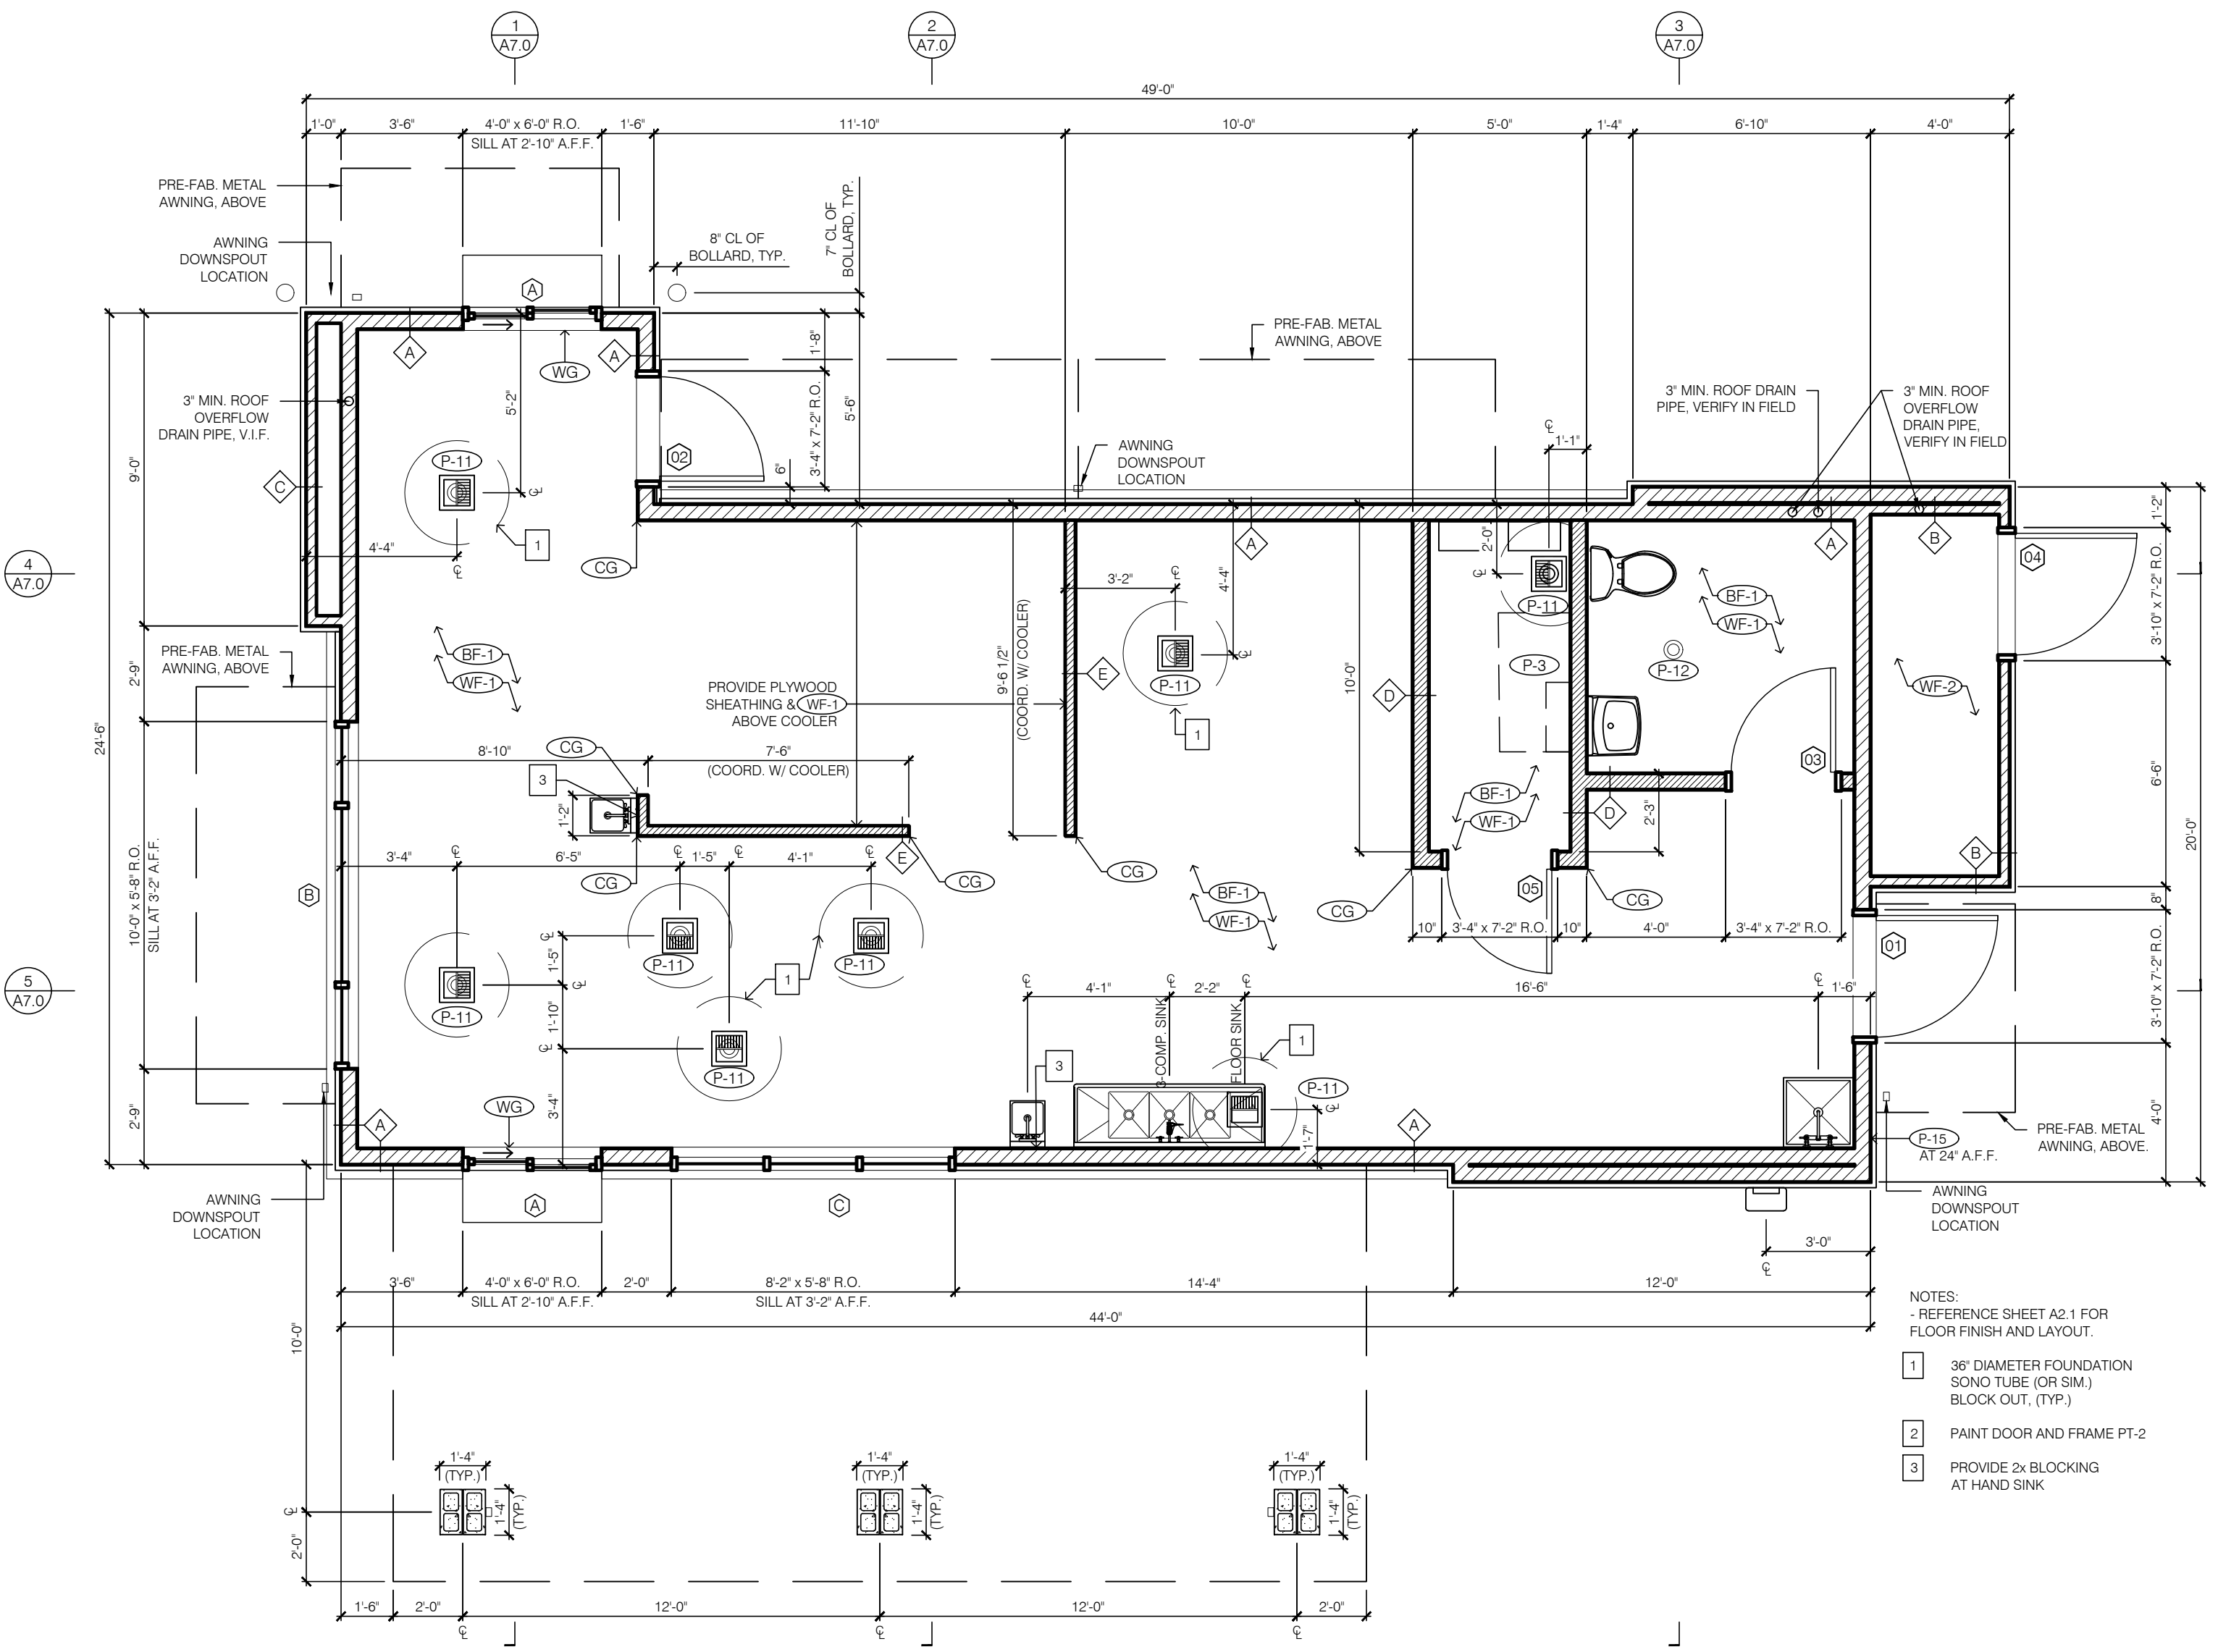 1
A7.0
2
A7.0
3
A7.0
49'-0"
1'-0"
3'-6"
4'-0" x 6'-0" R.O.
SILL AT 2'-10" A.F.F.
1'-6"
11'-10"
10'-0"
5'-0"
1'-4"
6'-10"
4'-0"
PRE-FAB. METAL
AWNING, ABOVE
AWNING
DOWNSPOUT
LOCATION
8" CL OF
BOLLARD, TYP.
7" CL OF
BOLLARD, TYP.
A
A
A
WG
PRE-FAB. METAL
AWNING, ABOVE
1'-8"
3'-4" x 7'-2" R.O.
5'-6"
6"
5'-2"
3" MIN. ROOF
OVERFLOW
DRAIN PIPE, V.I.F.
3" MIN. ROOF DRAIN
PIPE, VERIFY IN FIELD
3" MIN. ROOF
OVERFLOW
DRAIN PIPE,
VERIFY IN FIELD
AWNING
DOWNSPOUT
LOCATION
02
P-11
C
9'-0"
24'-6"
4'-4"
℄
℄
1
CG
4
A7.0
℄
1'-1"
A
A
B
04
1'-2"
3'-10" x 7'-2" R.O.
2'-0"
℄
P-11
3'-2"
℄
4'-4"
℄
P-11
1
E
9'-6 1/2"
(COORD. W/ COOLER)
10'-0"
D
P-3
P-12
BF-1
WF-1
WF-2
BF-1
WF-1
2'-9"
PRE-FAB. METAL
AWNING, ABOVE
PROVIDE PLYWOOD
SHEATHING & WF-1
ABOVE COOLER
8'-10"
7'-6"
(COORD. W/ COOLER)
CG
3
1'-2"
03
BF-1
WF-1
D
2'-3"
6'-6"
20'-0"
3'-4"
℄
6'-5"
℄
1'-5"
℄
4'-1"
℄
CG
E
CG
CG
B
8"
10'-0" x 5'-8" R.O.
SILL AT 3'-2" A.F.F.
B
BF-1
WF-1
CG
05
CG
10"
3'-4" x 7'-2" R.O.
10"
4'-0"
3'-4" x 7'-2" R.O.
01
3'-10" x 7'-2" R.O.
5
A7.0
P-11
P-11
P-11
P-11
1
℄
1'-5"
℄
1'-10"
℄
3'-4"
℄
4'-1"
℄
2'-2"
℄
16'-6"
℄
1'-6"
3-COMP. SINK
FLOOR SINK
1
3
P-11
℄
1'-7"
A
WG
A
2'-9"
4'-0"
P-15
AT 24" A.F.F.
PRE-FAB. METAL
AWNING, ABOVE.
AWNING
DOWNSPOUT
LOCATION
AWNING
DOWNSPOUT
LOCATION
A
C
3'-0"
℄
3'-6"
4'-0" x 6'-0" R.O.
SILL AT 2'-10" A.F.F.
2'-0"
8'-2" x 5'-8" R.O.
SILL AT 3'-2" A.F.F.
14'-4"
12'-0"
44'-0"
10'-0"
NOTES:
- REFERENCE SHEET A2.1 FOR
FLOOR FINISH AND LAYOUT.
1
36" DIAMETER FOUNDATION
SONO TUBE (OR SIM.)
BLOCK OUT, (TYP.)
2
PAINT DOOR AND FRAME PT-2
3
PROVIDE 2x BLOCKING
AT HAND SINK
1'-4"
(TYP.)
1'-4"
(TYP.)
1'-4"
(TYP.)
1'-4"
(TYP.)
1'-4"
(TYP.)
1'-4"
(TYP.)
℄
2'-0"
1'-6"
2'-0"
12'-0"
12'-0"
2'-0"
℄
℄
℄